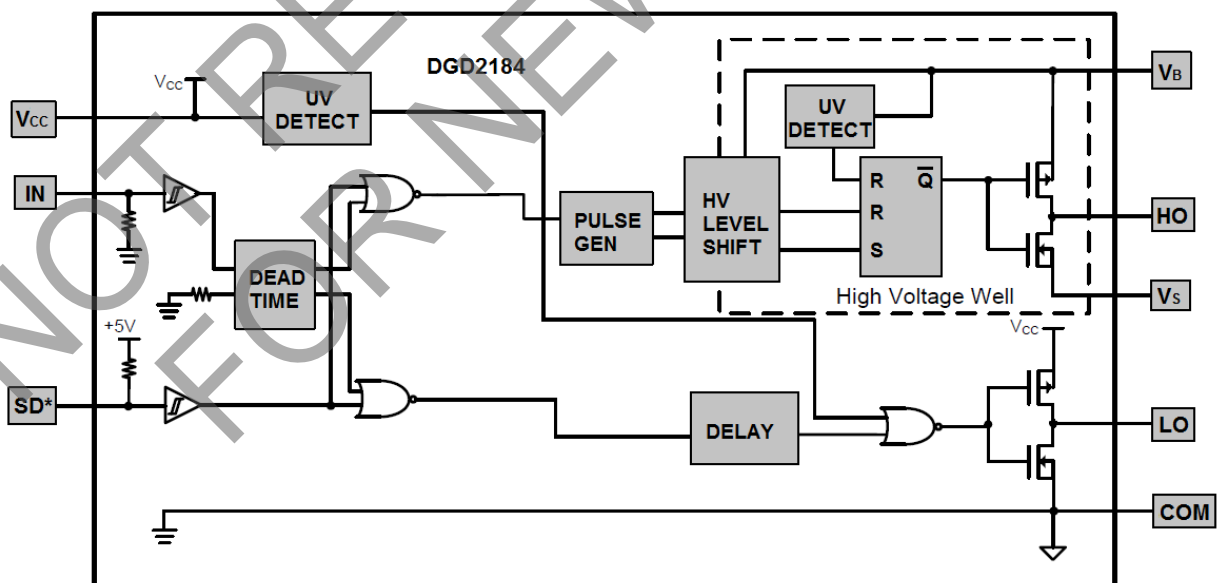 NOT RE
FOR NEW
DGD2184
VCC
VCC
UV
DETECT
UV
DETECT
VB
IN
HV
LEVEL
SHIFT
R
Q̅
R
S
PULSE
GEN
HO
DEAD
TIME
High Voltage Well
VS
+5V
VCC
SD*
DELAY
LO
COM